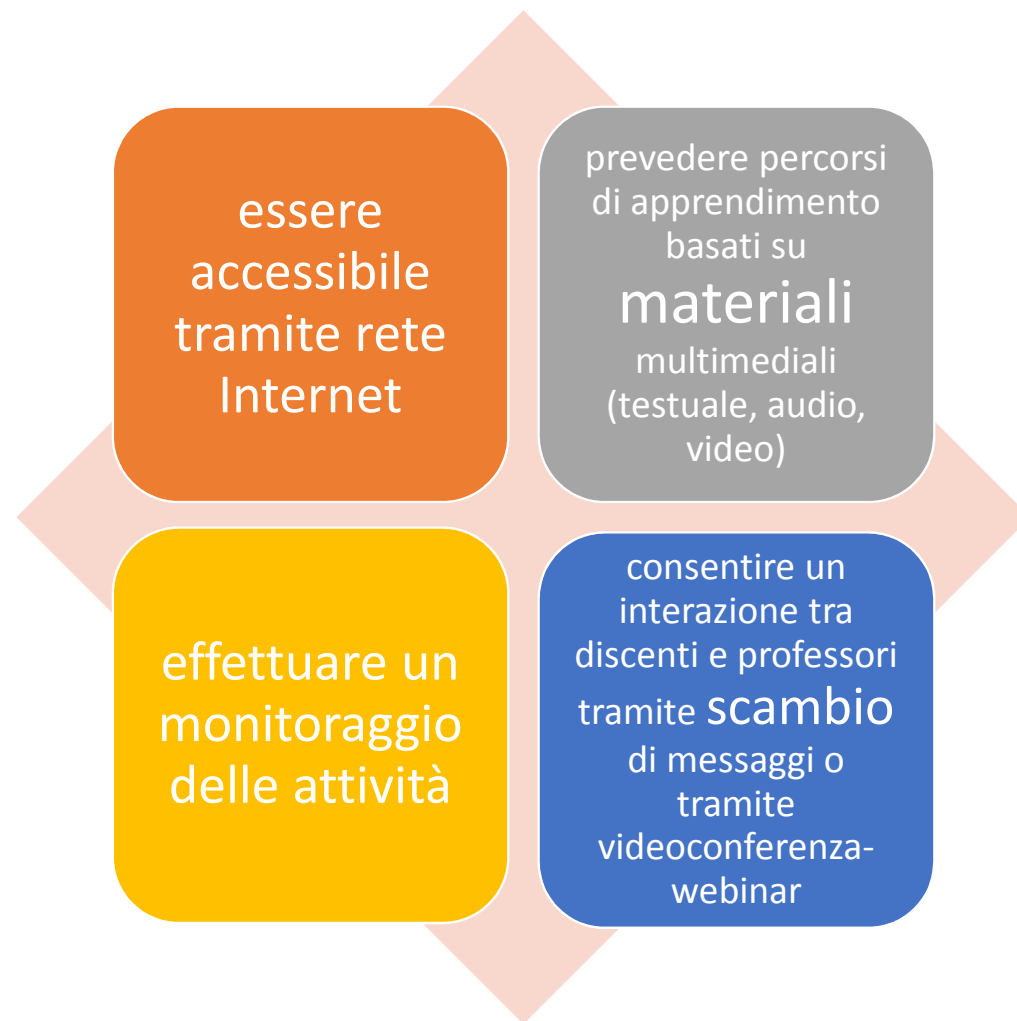 essere
accessibile
tramite rete
Internet
prevedere percorsi
di apprendimento
basati su
materiali
multimediali
(testuale, audio,
video)
effettuare un
monitoraggio
delle attività
consentire un
interazione tra
discenti e professori
tramite scambio
di messaggi o
tramite
videoconferenza-
webinar